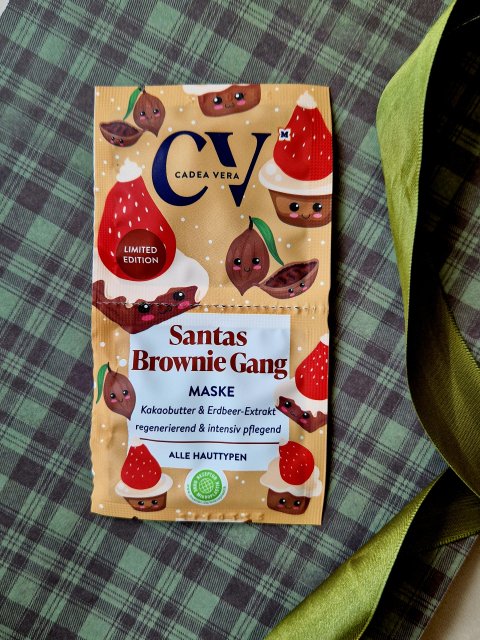 CV
CADEA VERA
M
LIMITED
EDITION
Santas
Brownie Gang
MASKE
Kakaobutter & Erdbeer-Extrakt
regenerierend & intensiv pflegend
ALLE HAUTTYPEN